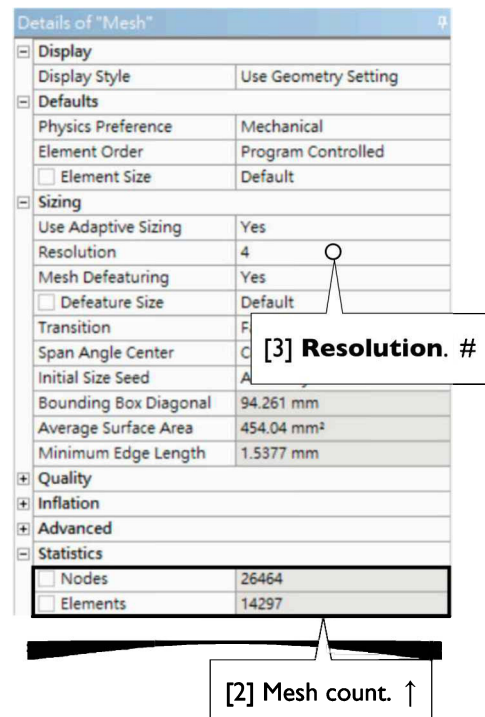 Details of "Mesh"
Display
Display Style Use Geometry Setting
Defaults
Physics Preference Mechanical
Element Order Program Controlled
Element Size Default
Sizing
Use Adaptive Sizing Yes
Resolution 4
Mesh Defeaturing Yes
Defeature Size Default
Transition
[3] Resolution. #
Span Angle Center
Initial Size Seed
Bounding Box Diagonal 94.261 mm
Average Surface Area 454.04 mm²
Minimum Edge Length 1.5377 mm
Quality
Inflation
Advanced
Statistics
Nodes 26464
Elements 14297
[2] Mesh count. ↑